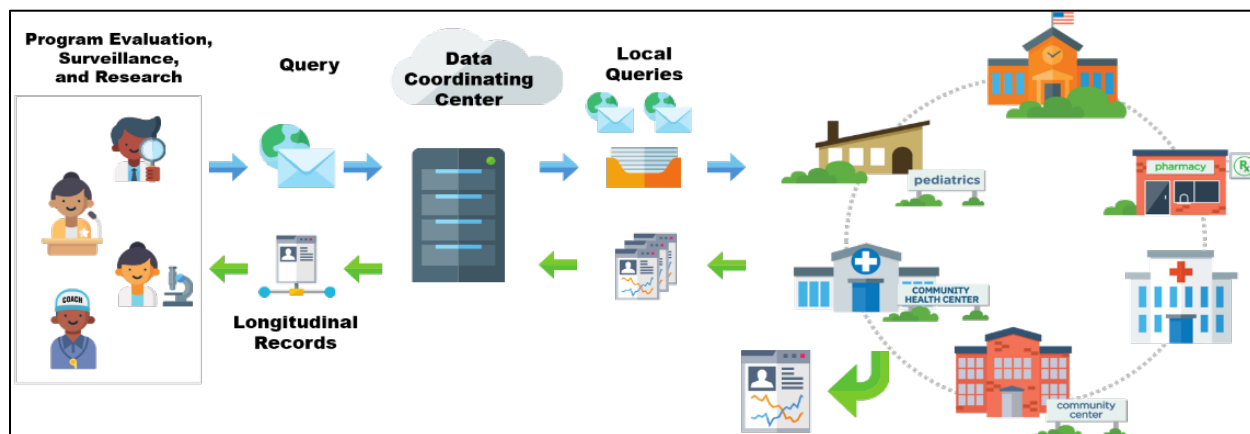 Program Evaluation,
Surveillance,
and Research
Query
Data
Coordinating
Center
Local
Queries
Longitudinal
Records
COACH
pediatrics
pharmacy
Rx
COMMUNITY
HEALTH CENTER
community
center